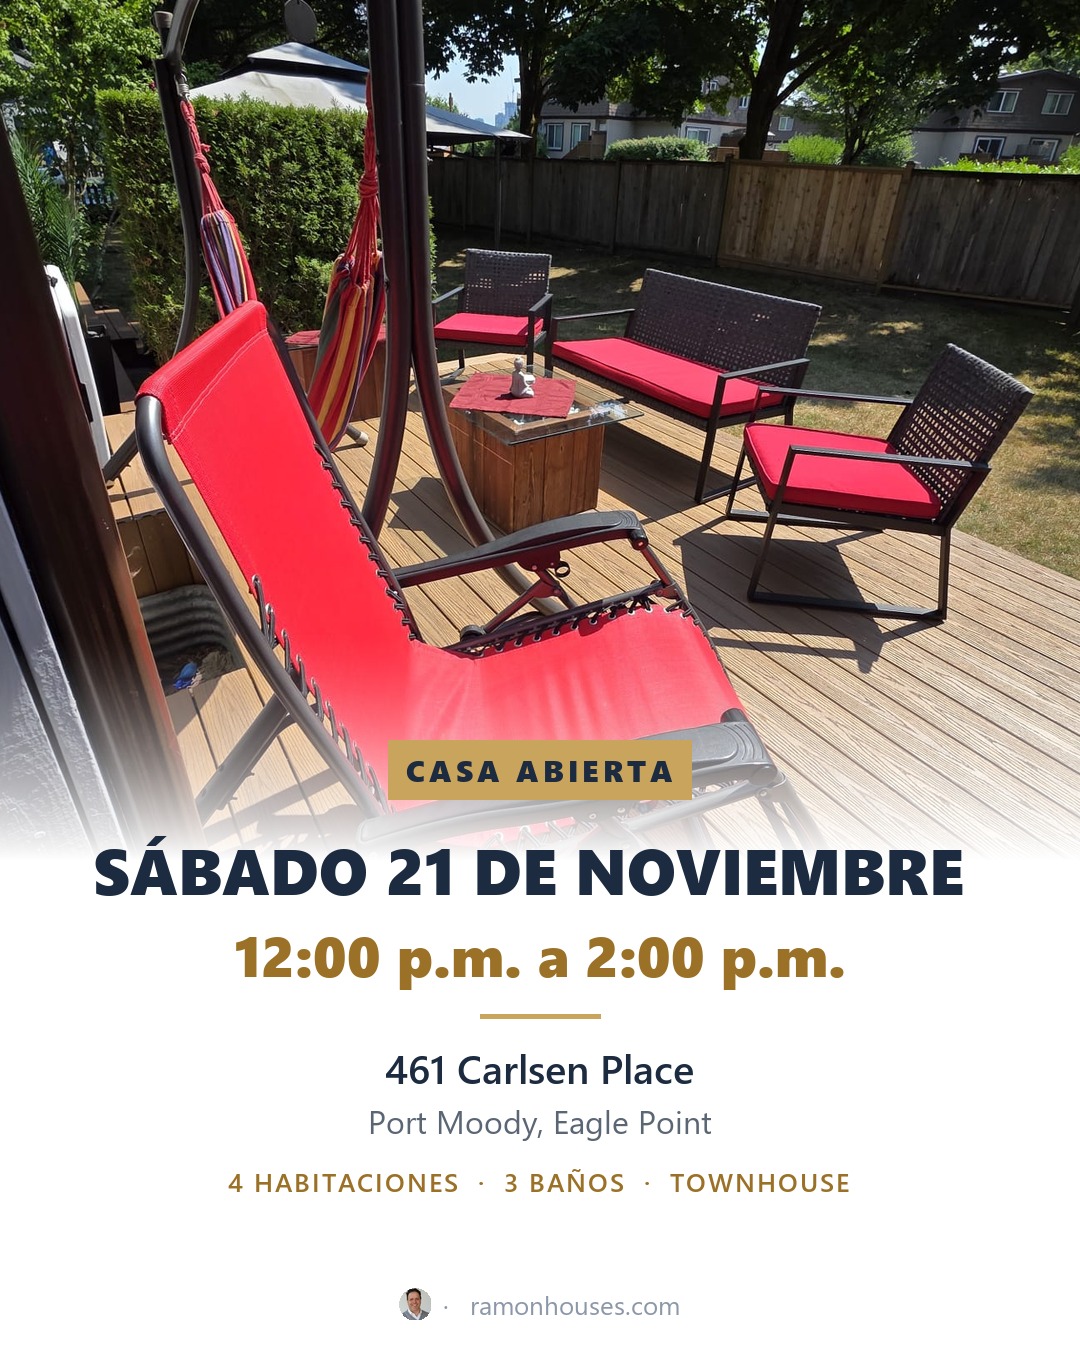 CASA ABIERTA
SÁBADO 21 DE NOVIEMBRE
12:00 p.m. a 2:00 p.m.
461 Carlsen Place
Port Moody, Eagle Point
4 HABITACIONES · 3 BAÑOS · TOWNHOUSE
· ramonhouses.com